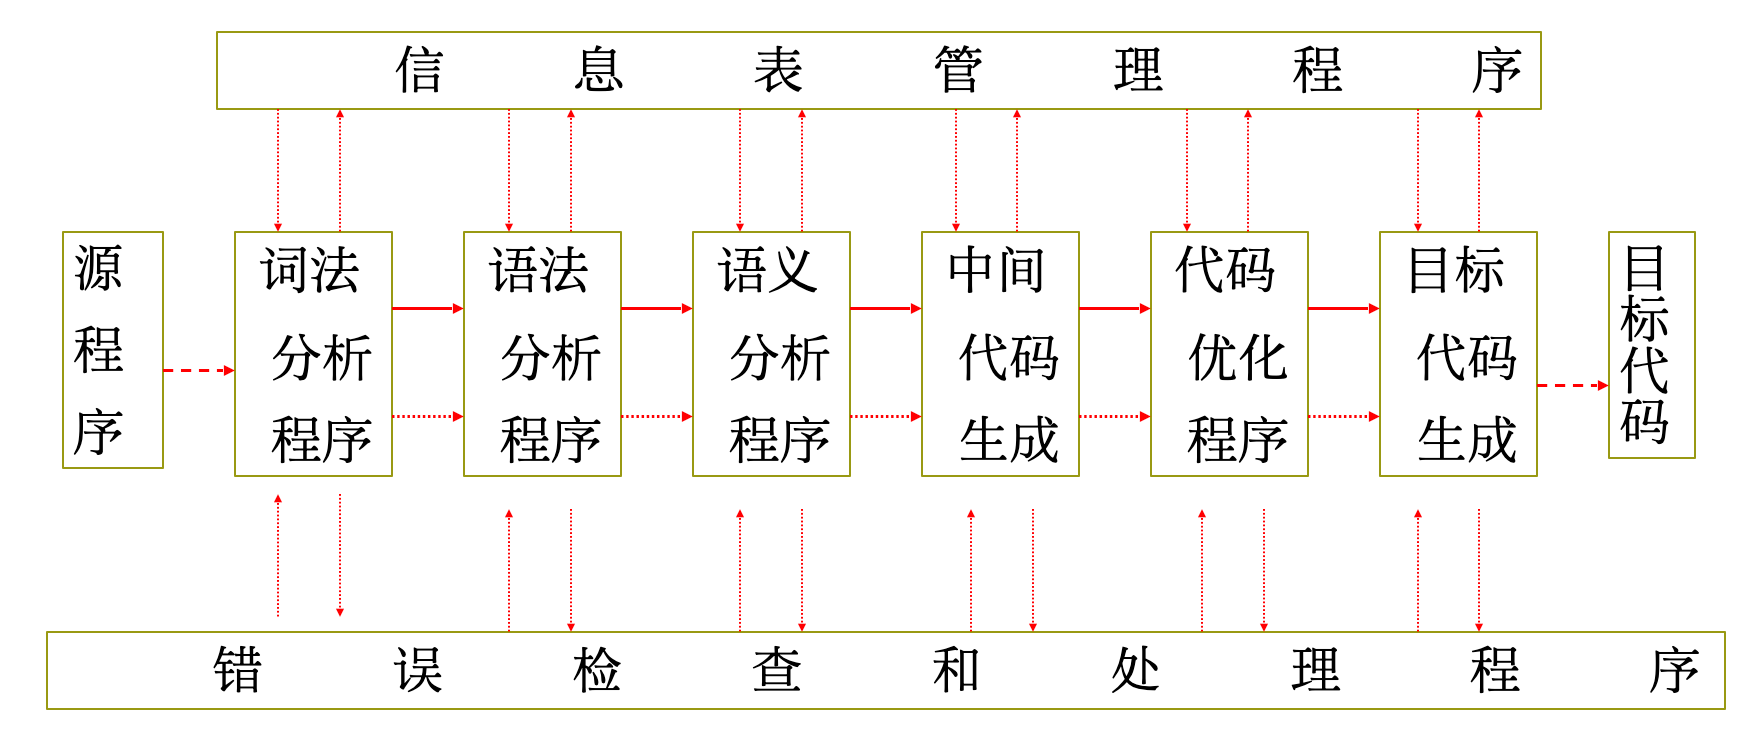 信息表管理程序
源
程
序
词法
分析
程序
语法
分析
程序
语义
分析
程序
中间
代码
生成
代码
优化
程序
目标
代码
生成
目
标
代
码
错误检查和处理程序